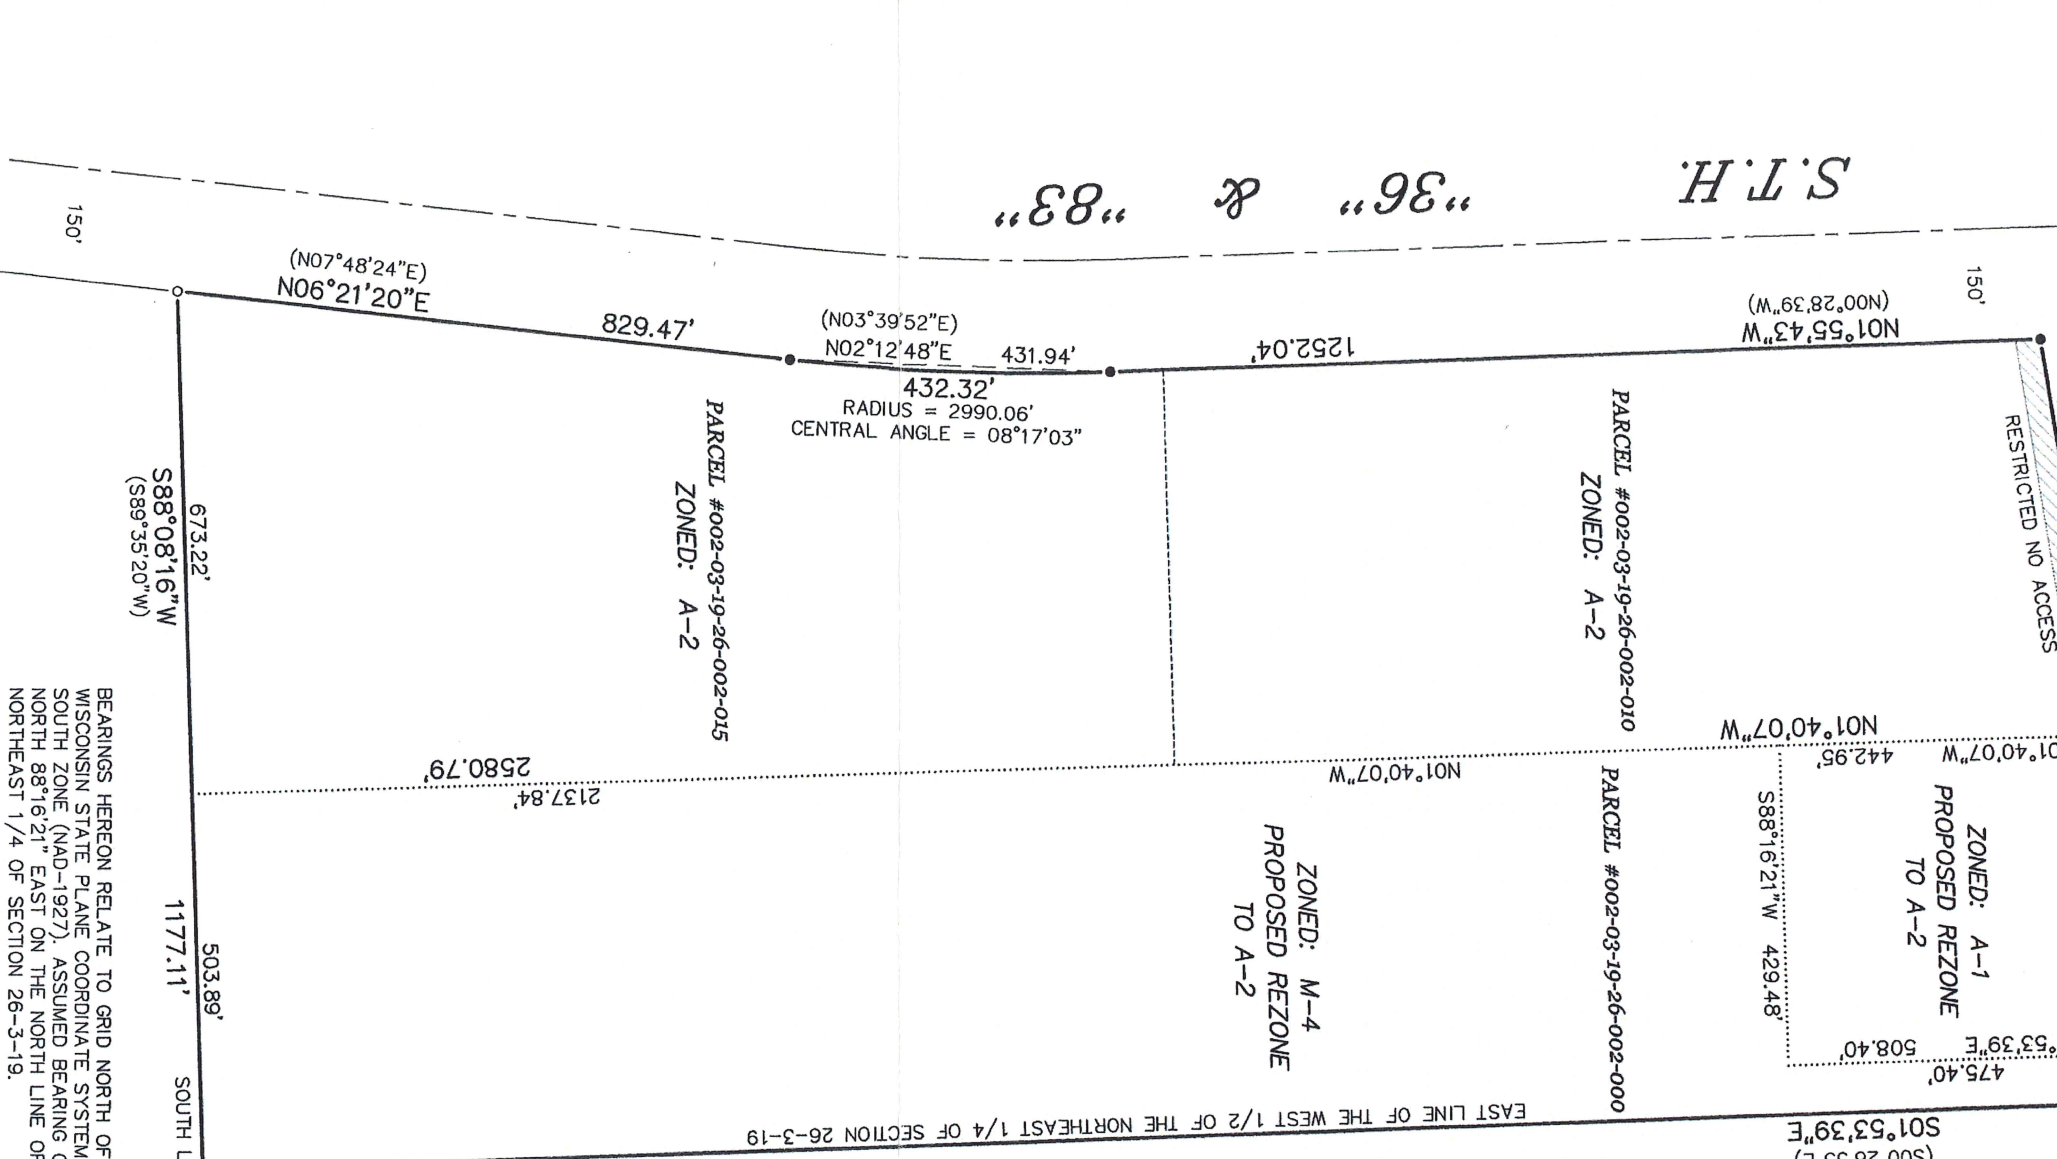 S.T.H. "36" & "83"
150'
150'
(N07°48'24"E)
N06°21'20"E
829.47'
(N03°39'52"E)
N02°12'48"E 431.94'
432.32'
RADIUS = 2990.06'
CENTRAL ANGLE = 08°17'03"
1252.04'
(N00°28'39"W)
N01°55'43"W
RESTRICTED NO ACCESS
PARCEL #002-03-19-26-002-015
ZONED: A-2
PARCEL #002-03-19-26-002-010
ZONED: A-2
673.22'
S88°08'16"W
(S89°35'20"W)
2580.79'
2137.84'
N01°40'07"W
N01°40'07"W
442.95'
01°40'07"W
PARCEL #002-03-19-26-002-000
ZONED: M-4
PROPOSED REZONE
TO A-2
S88°16'21"W 429.48'
ZONED: A-1
PROPOSED REZONE
TO A-2
°53'39"E
508.40'
475.40'
503.89'
1177.11'
SOUTH L
EAST LINE OF THE WEST 1/2 OF THE NORTHEAST 1/4 OF SECTION 26-3-19
S01°53'39"E
BEARINGS HEREON RELATE TO GRID NORTH OF
WISCONSIN STATE PLANE COORDINATE SYSTEM
SOUTH ZONE (NAD-1927). ASSUMED BEARING
NORTH 88°16'21" EAST ON THE NORTH LINE OF
NORTHEAST 1/4 OF SECTION 26-3-19.